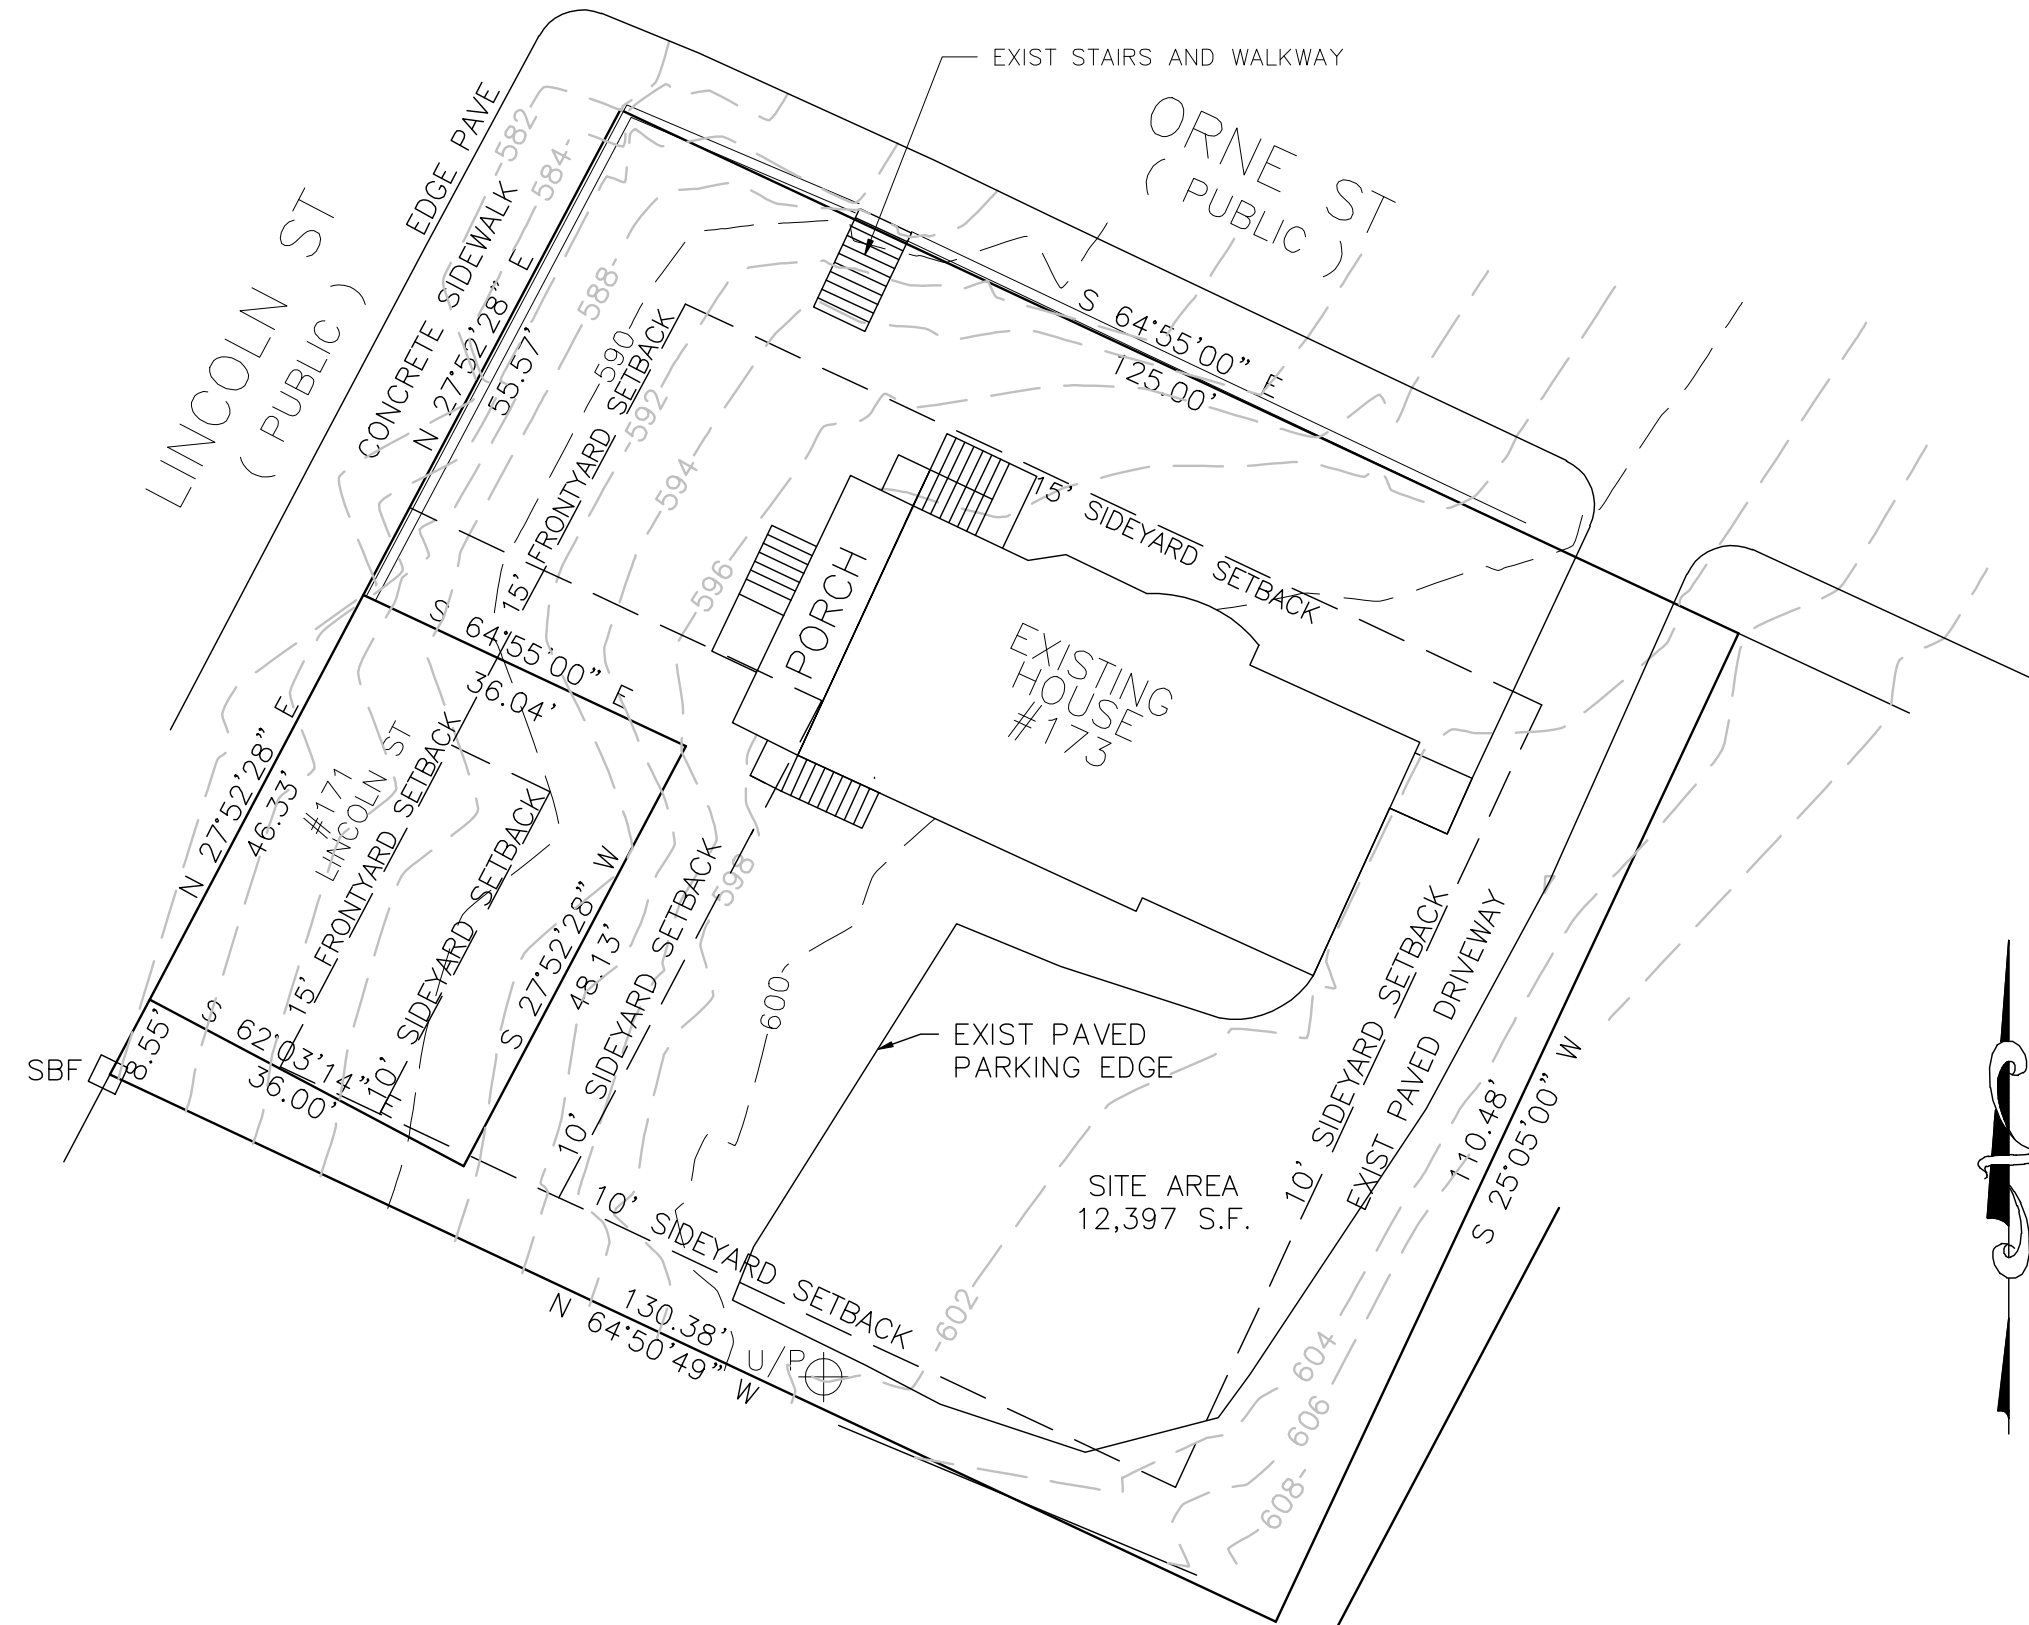 EXIST STAIRS AND WALKWAY
ORNE ST
( PUBLIC )
LINCOLN ST
( PUBLIC )
EDGE PAVE
CONCRETE SIDEWALK
N 27°52'28" E
55.57'
S 64°55'00" E
125.00'
582
584
588
590
592
594
596
598
600
602
604
606
608
15' FRONTYARD SETBACK
15' SIDEYARD SETBACK
PORCH
EXISTING
HOUSE
#173
S 64°55'00" E
36.04'
N 27°52'28" E
46.33'
#171
LINCOLN ST
15' FRONTYARD SETBACK
10' SIDEYARD SETBACK
S 27°52'28" W
48.13'
10' SIDEYARD SETBACK
SBF
8.55'
S 62°03'14" E
36.00'
EXIST PAVED
PARKING EDGE
SITE AREA
12,397 S.F.
10' SIDEYARD SETBACK
EXIST PAVED DRIVEWAY
110.48'
S 25°05'00" W
10' SIDEYARD SETBACK
130.38'
N 64°50'49" W
U/P